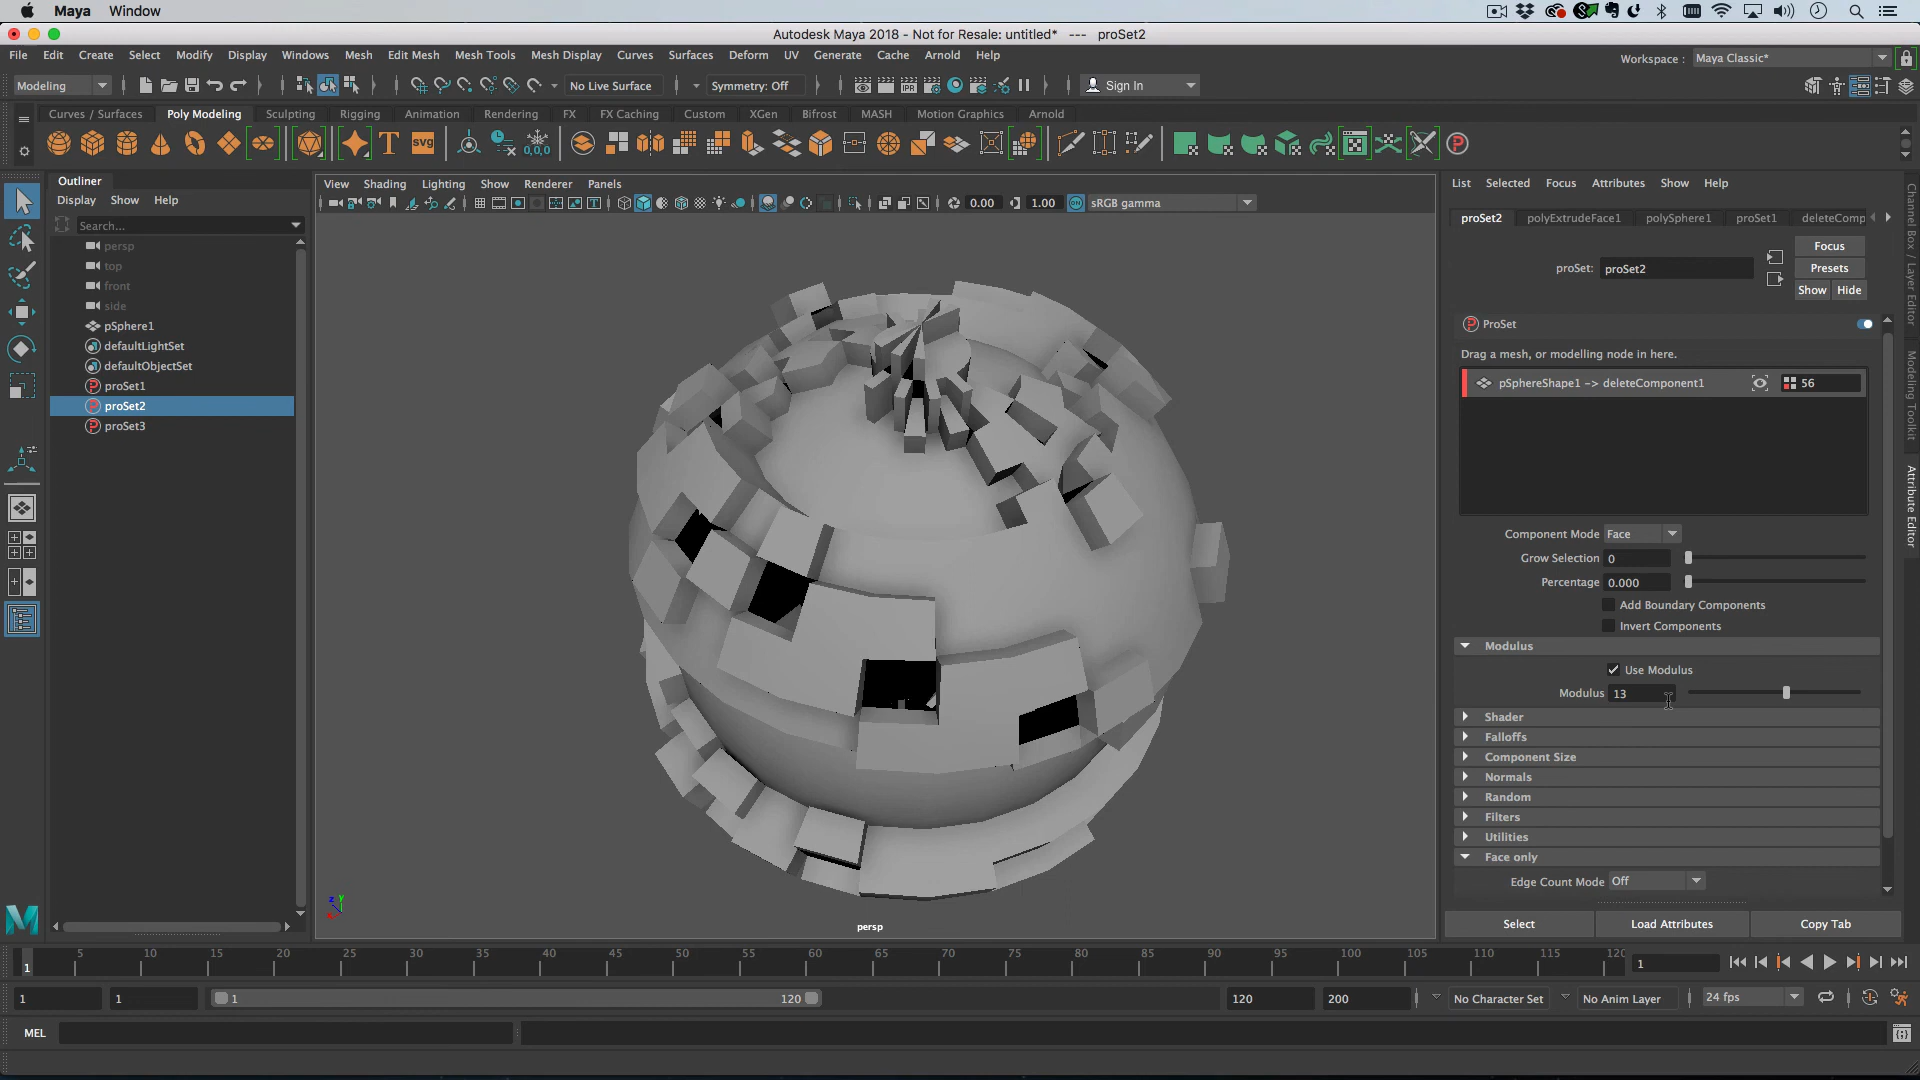 Maya Window
Autodesk Maya 2018 - Not for Resale: untitled* --- proSet2
File Edit Create Select Modify Display Windows Mesh Edit Mesh Mesh Tools Mesh Display Curves Surfaces Deform UV Generate Cache Arnold Help
Workspace : Maya Classic*
Modeling No Live Surface Symmetry: Off Sign In
Curves / Surfaces Poly Modeling Sculpting Rigging Animation Rendering FX FX Caching Custom XGen Bifrost MASH Motion Graphics Arnold
Outliner
Display Show Help
Search...
persp
top
front
side
pSphere1
defaultLightSet
defaultObjectSet
proSet1
proSet2
proSet3
View Shading Lighting Show Renderer Panels
0.00 1.00 sRGB gamma
persp
List Selected Focus Attributes Show Help
proSet2 polyExtrudeFace1 polySphere1 proSet1 deleteComp
proSet: proSet2
Focus
Presets
Show Hide
ProSet
Drag a mesh, or modelling node in here.
pSphereShape1 -> deleteComponent1 56
Component Mode Face
Grow Selection 0
Percentage 0.000
Add Boundary Components
Invert Components
Modulus
Use Modulus
Modulus 13
Shader
Falloffs
Component Size
Normals
Random
Filters
Utilities
Face only
Edge Count Mode Off
Select Load Attributes Copy Tab
Channel Box / Layer Editor
Modeling Toolkit
Attribute Editor
1 5 10 15 20 25 30 35 40 45 50 55 60 65 70 75 80 85 90 95 100 105 110 115 120 1
1 1 1 120 120 200 No Character Set No Anim Layer 24 fps
MEL